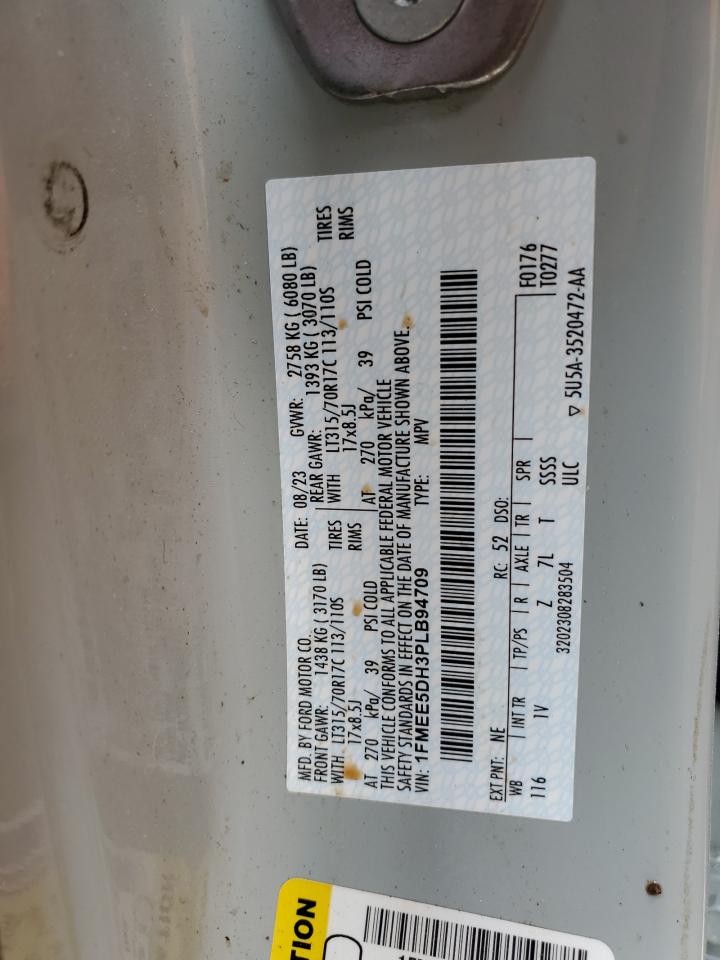 MFD. BY FORD MOTOR CO.
DATE: 08/23 GVWR: 2758 KG ( 6080 LB)
FRONT GAWR: 1438 KG ( 3170 LB) REAR GAWR: 1393 KG ( 3070 LB)
WITH LT315/70R17C 113/110S TIRES WITH LT315/70R17C 113/110S TIRES
17x8.5J RIMS 17x8.5J RIMS
AT 270 kPa/ 39 PSI COLD AT 270 kPa/ 39 PSI COLD
THIS VEHICLE CONFORMS TO ALL APPLICABLE FEDERAL MOTOR VEHICLE
SAFETY STANDARDS IN EFFECT ON THE DATE OF MANUFACTURE SHOWN ABOVE.
VIN: 1FMEE5DH3PLB94709 TYPE: MPV
EXT PNT: NE RC: 52 DSO: F0176
WB INT TR TP/PS R AXLE TR SPR T0277
116 1V Z 7L T SSSS
3202308283504 ULC ▽ 5U5A-3520472-AA
TION